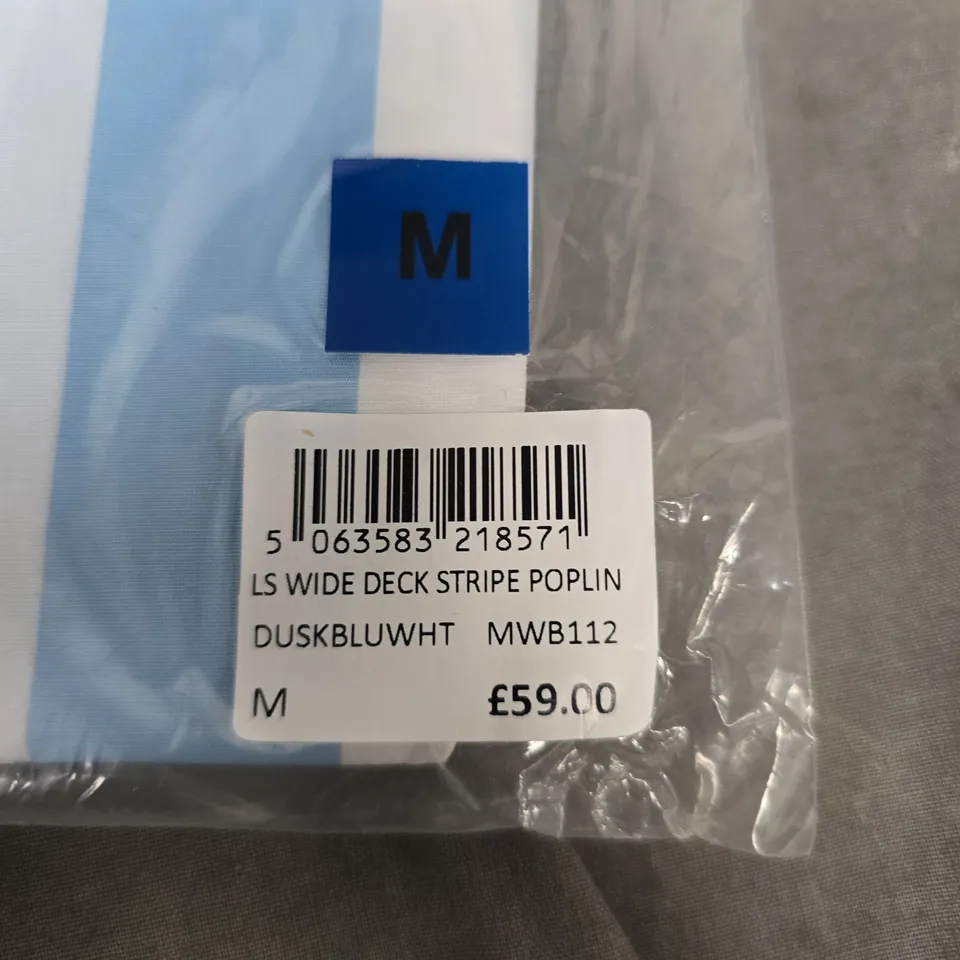 M
5 063583 218571
LS WIDE DECK STRIPE POPLIN
DUSKBLUWHT MWB112
M £59.00